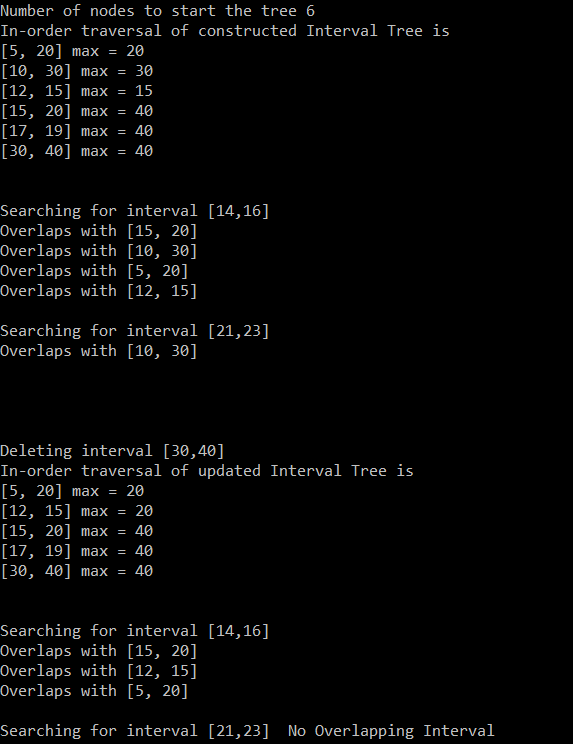 Number of nodes to start the tree 6
In-order traversal of constructed Interval Tree is
[5, 20] max = 20
[10, 30] max = 30
[12, 15] max = 15
[15, 20] max = 40
[17, 19] max = 40
[30, 40] max = 40
Searching for interval [14,16]
Overlaps with [15, 20]
Overlaps with [10, 30]
Overlaps with [5, 20]
Overlaps with [12, 15]
Searching for interval [21,23]
Overlaps with [10, 30]
Deleting interval [30,40]
In-order traversal of updated Interval Tree is
[5, 20] max = 20
[12, 15] max = 20
[15, 20] max = 40
[17, 19] max = 40
[30, 40] max = 40
Searching for interval [14,16]
Overlaps with [15, 20]
Overlaps with [12, 15]
Overlaps with [5, 20]
Searching for interval [21,23]  No Overlapping Interval